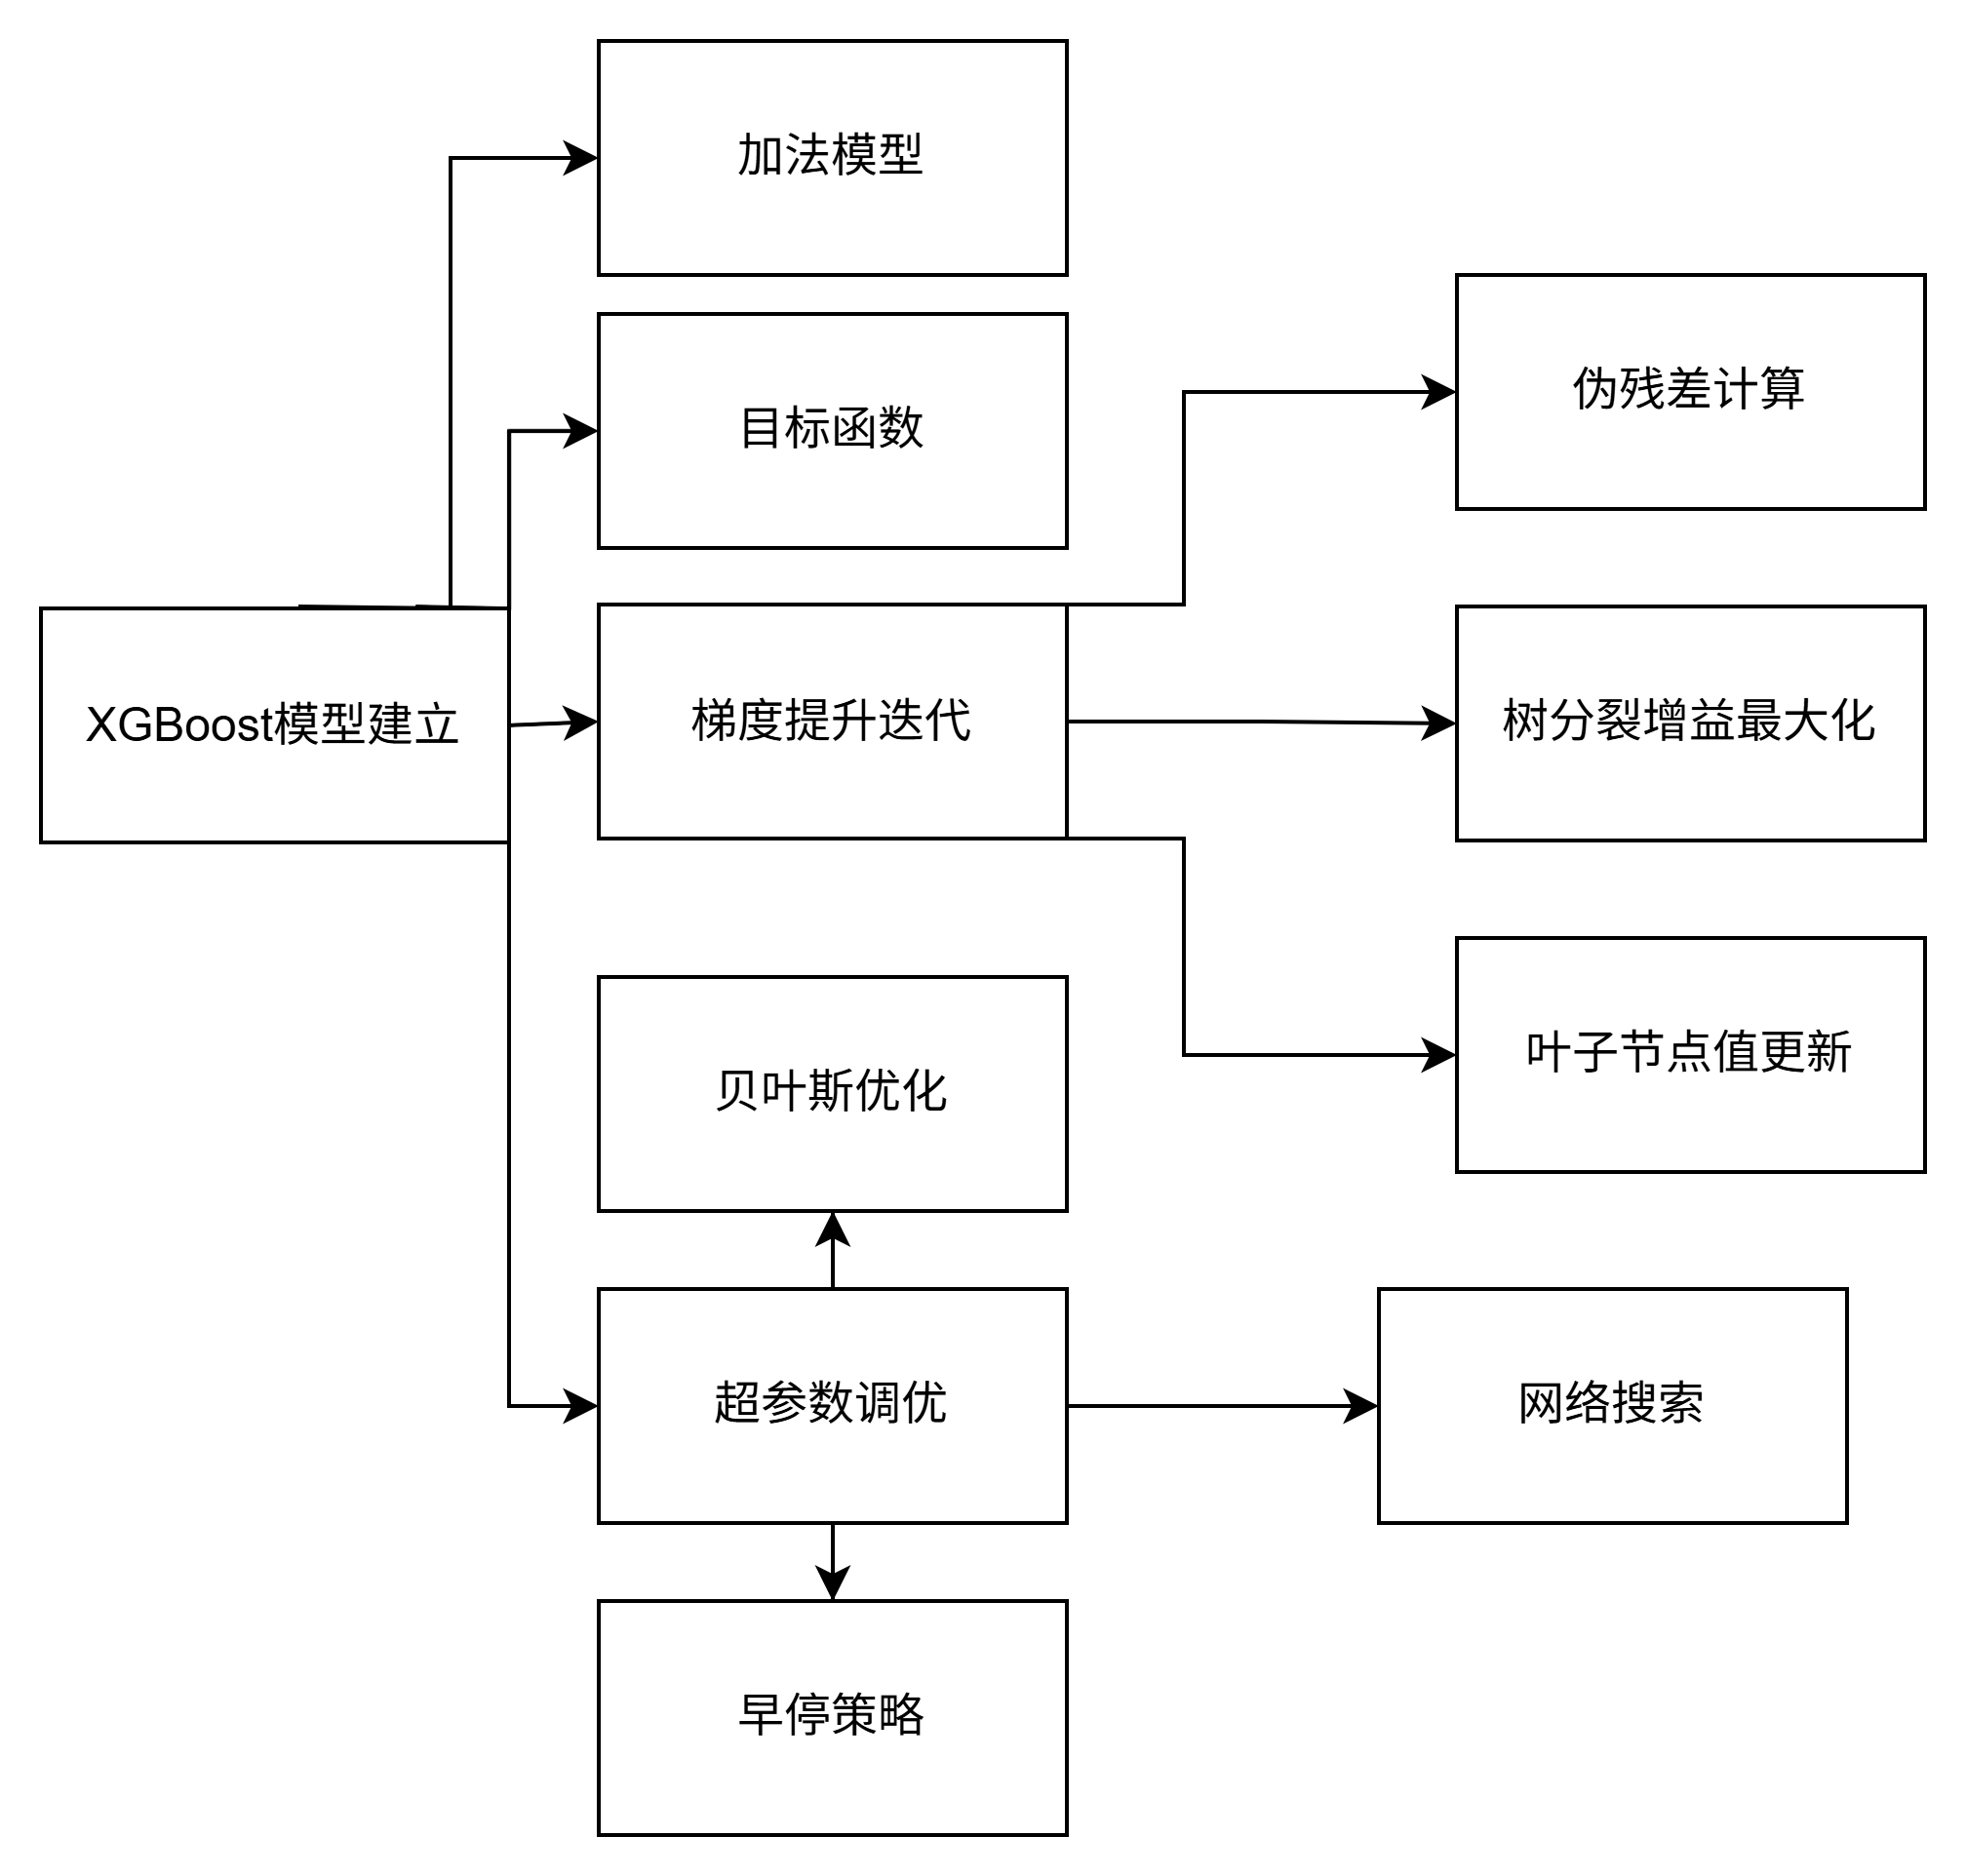 加法模型
目标函数
伪残差计算
XGBoost模型建立
梯度提升迭代
树分裂增益最大化
叶子节点值更新
贝叶斯优化
超参数调优
网络搜索
早停策略